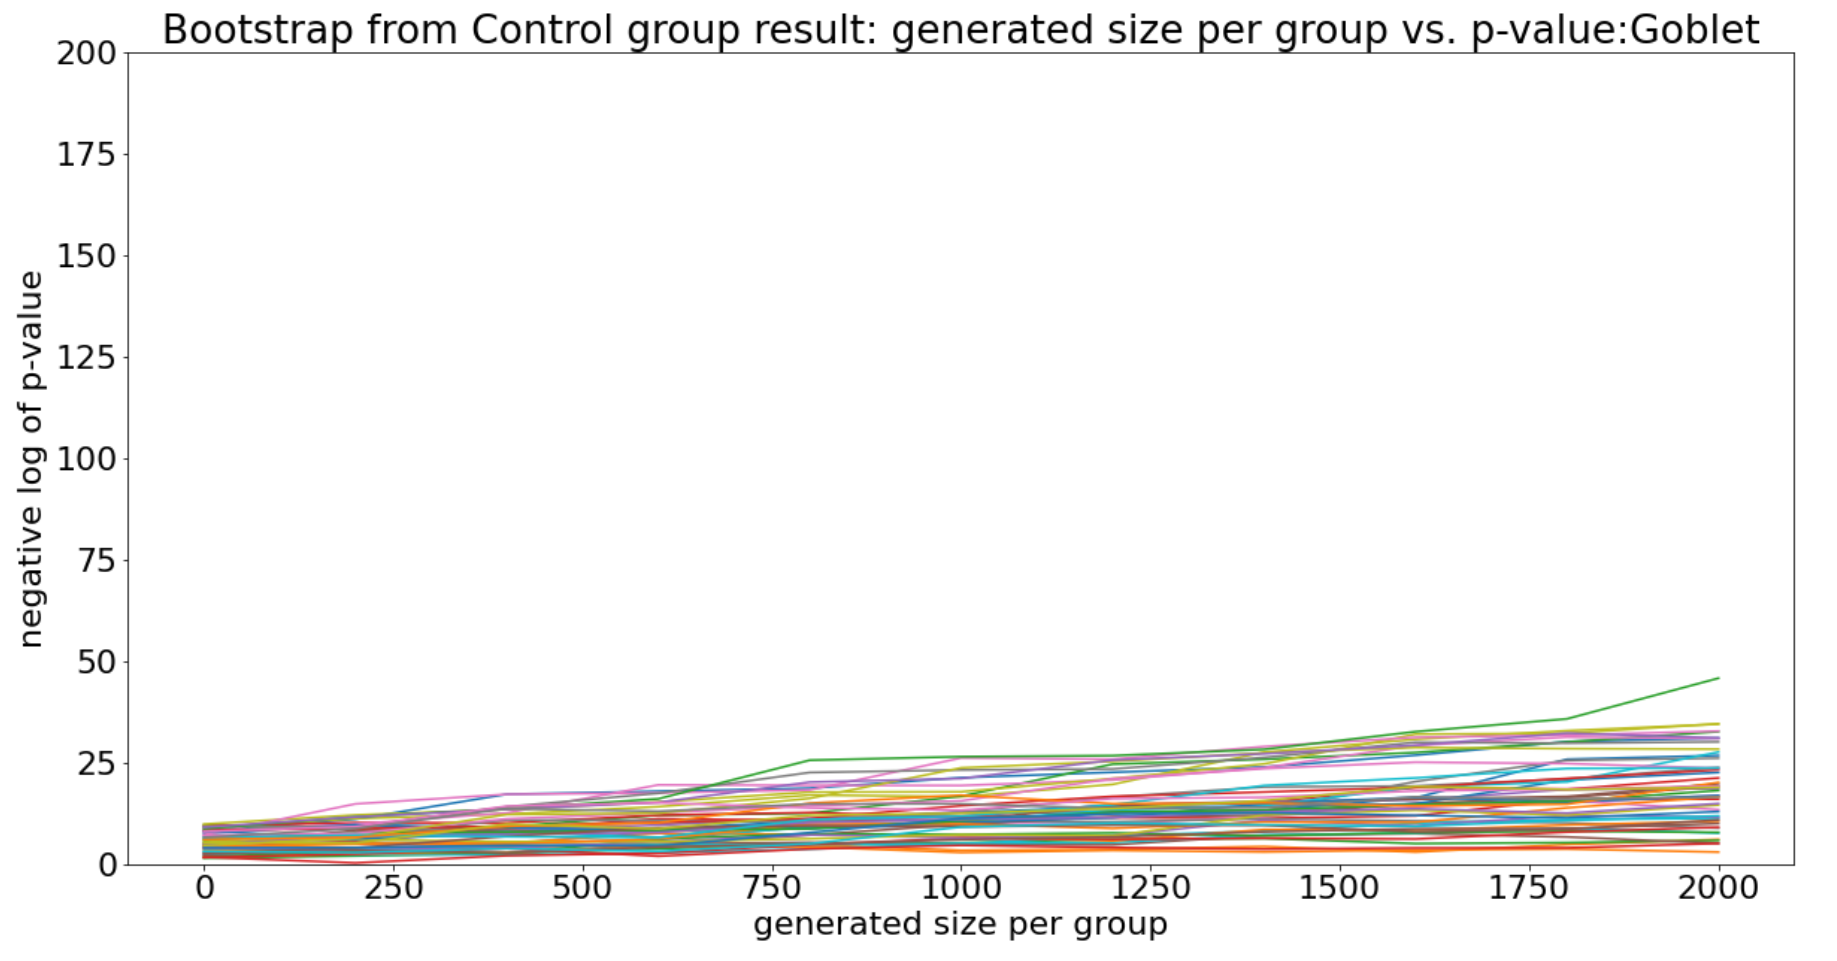 Bootstrap from Control group result: generated size per group vs. p-value:Goblet
200
175
150
125
100
75
50
25
0
negative log of p-value
0 250 500 750 1000 1250 1500 1750 2000
generated size per group